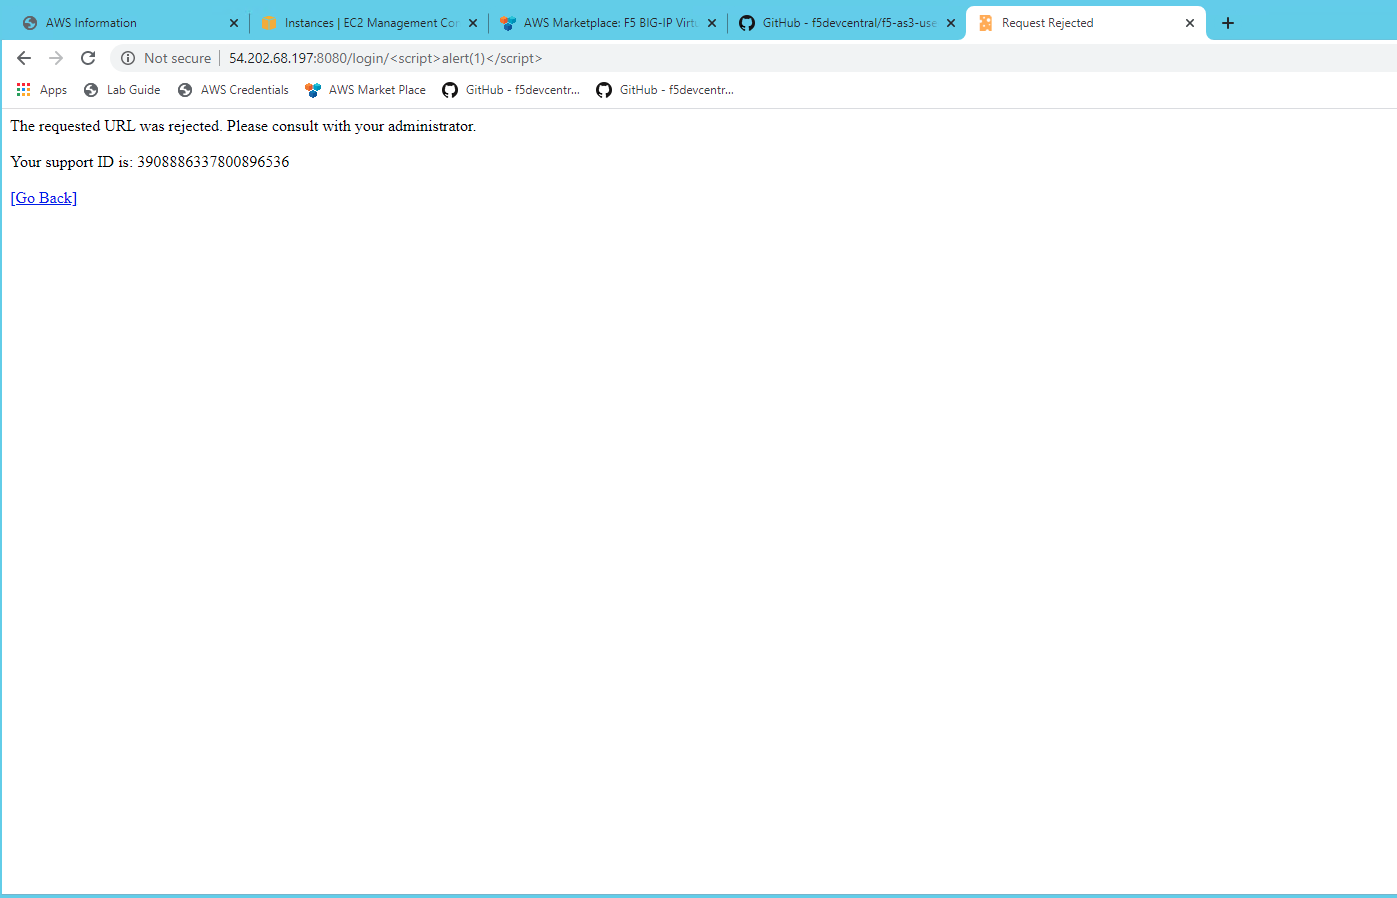 AWS Information
Instances | EC2 Management Con
AWS Marketplace: F5 BIG-IP Virtu
GitHub - f5devcentral/f5-as3-use
Request Rejected
Not secure
54.202.68.197:8080/login/<script>alert(1)</script>
Apps
Lab Guide
AWS Credentials
AWS Market Place
GitHub - f5devcentr...
GitHub - f5devcentr...
The requested URL was rejected. Please consult with your administrator.
Your support ID is: 3908886337800896536
[Go Back]